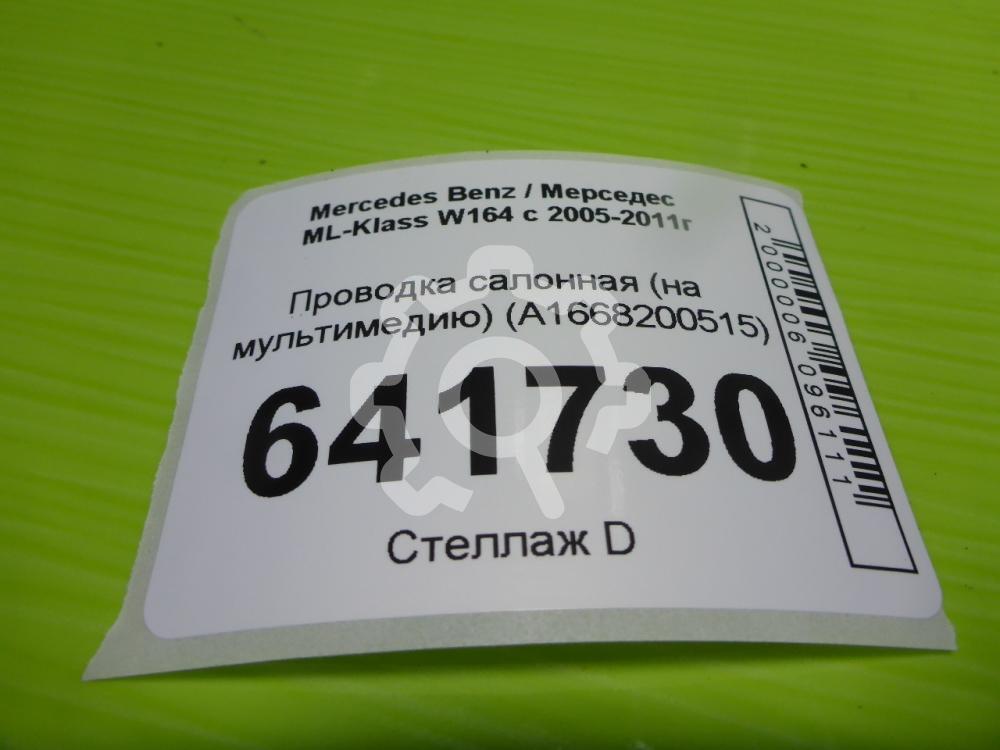 Mercedes Benz / Мерседес
ML-Klass W164 с 2005-2011г
Проводка салонная (на
мультимедию) (A1668200515)
641730
Стеллаж D
2000006096111